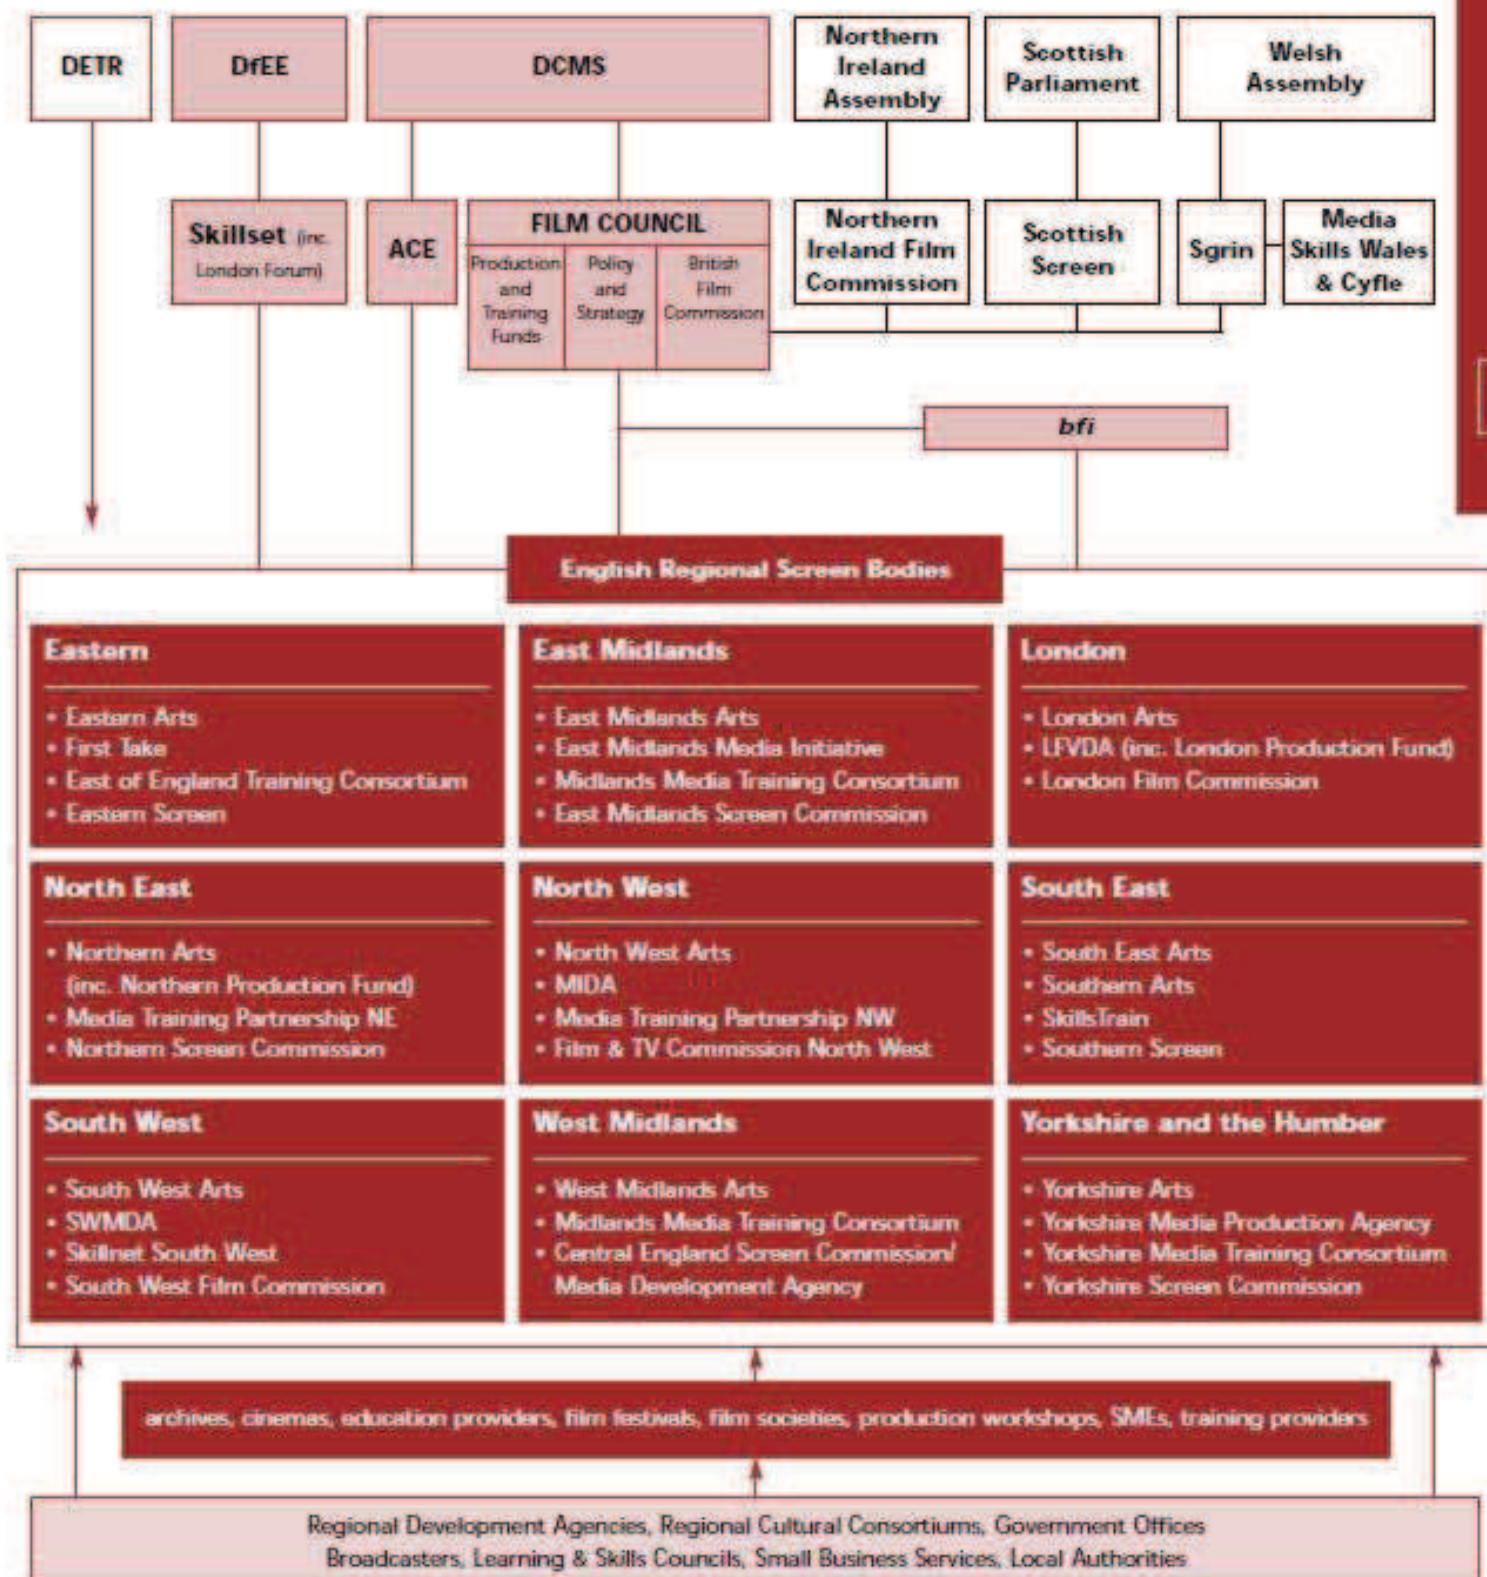 DETR
DfEE
DCMS
Northern
Ireland
Assembly
Scottish
Parliament
Welsh
Assembly
Skillset (inc.
London Forum)
ACE
FILM COUNCIL
Production
and
Training
Funds
Policy
and
Strategy
British
Film
Commission
Northern
Ireland Film
Commission
Scottish
Screen
Sgrin
Media
Skills Wales
& Cyfle
bfi
English Regional Screen Bodies
Eastern
• Eastern Arts
• First Take
• East of England Training Consortium
• Eastern Screen
East Midlands
• East Midlands Arts
• East Midlands Media Initiative
• Midlands Media Training Consortium
• East Midlands Screen Commission
London
• London Arts
• LFVDA (inc. London Production Fund)
• London Film Commission
North East
• Northern Arts
(inc. Northern Production Fund)
• Media Training Partnership NE
• Northern Screen Commission
North West
• North West Arts
• MIDA
• Media Training Partnership NW
• Film & TV Commission North West
South East
• South East Arts
• Southern Arts
• SkillsTrain
• Southern Screen
South West
• South West Arts
• SWMDA
• Skillnet South West
• South West Film Commission
West Midlands
• West Midlands Arts
• Midlands Media Training Consortium
• Central England Screen Commission/
Media Development Agency
Yorkshire and the Humber
• Yorkshire Arts
• Yorkshire Media Production Agency
• Yorkshire Media Training Consortium
• Yorkshire Screen Commission
archives, cinemas, education providers, film festivals, film societies, production workshops, SMEs, training providers
Regional Development Agencies, Regional Cultural Consortiums, Government Offices
Broadcasters, Learning & Skills Councils, Small Business Services, Local Authorities